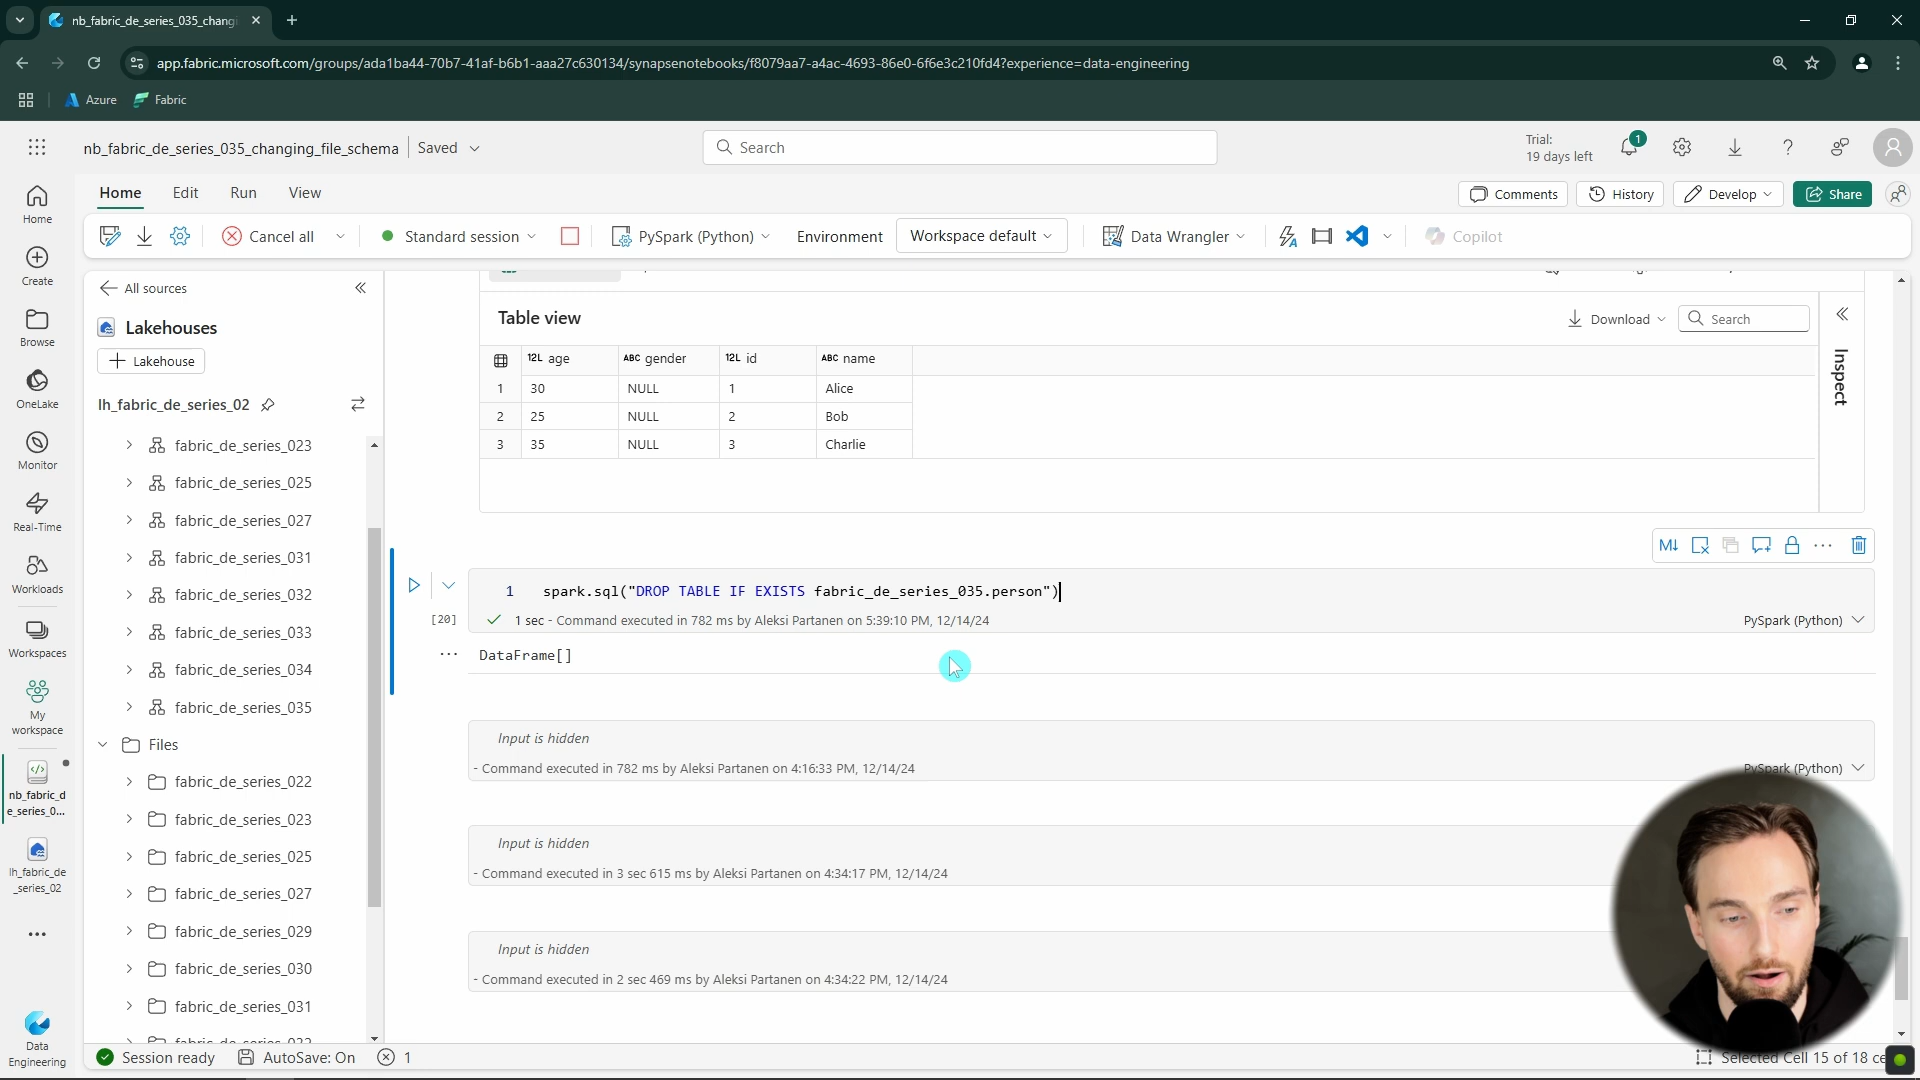 nb_fabric_de_series_035_changi
app.fabric.microsoft.com/groups/ada1ba44-70b7-41af-b6b1-aaa27c630134/synapsenotebooks/f8079aa7-a4ac-4693-86e0-6f6e3c210fd4?experience=data-engineering
Azure
Fabric
nb_fabric_de_series_035_changing_file_schema
Saved
Search
Trial:
19 days left
1
Home
Edit
Run
View
Comments
History
Develop
Share
Cancel all
Standard session
PySpark (Python)
Environment
Workspace default
Data Wrangler
Copilot
Home
Create
Browse
OneLake
Monitor
Real-Time
Workloads
Workspaces
My
workspace
nb_fabric_d
e_series_0...
lh_fabric_de
_series_02
Data
Engineering
All sources
Lakehouses
Lakehouse
lh_fabric_de_series_02
fabric_de_series_023
fabric_de_series_025
fabric_de_series_027
fabric_de_series_031
fabric_de_series_032
fabric_de_series_033
fabric_de_series_034
fabric_de_series_035
Files
fabric_de_series_022
fabric_de_series_023
fabric_de_series_025
fabric_de_series_027
fabric_de_series_029
fabric_de_series_030
fabric_de_series_031
Table view
Download
Search
Inspect
12L age ABC gender 12L id ABC name
1 30 NULL 1 Alice
2 25 NULL 2 Bob
3 35 NULL 3 Charlie
M↓
1 spark.sql("DROP TABLE IF EXISTS fabric_de_series_035.person")
[20]
1 sec - Command executed in 782 ms by Aleksi Partanen on 5:39:10 PM, 12/14/24
PySpark (Python)
DataFrame[]
Input is hidden
- Command executed in 782 ms by Aleksi Partanen on 4:16:33 PM, 12/14/24
PySpark (Python)
Input is hidden
- Command executed in 3 sec 615 ms by Aleksi Partanen on 4:34:17 PM, 12/14/24
Input is hidden
- Command executed in 2 sec 469 ms by Aleksi Partanen on 4:34:22 PM, 12/14/24
Session ready
AutoSave: On
1
Selected Cell 15 of 18 ce